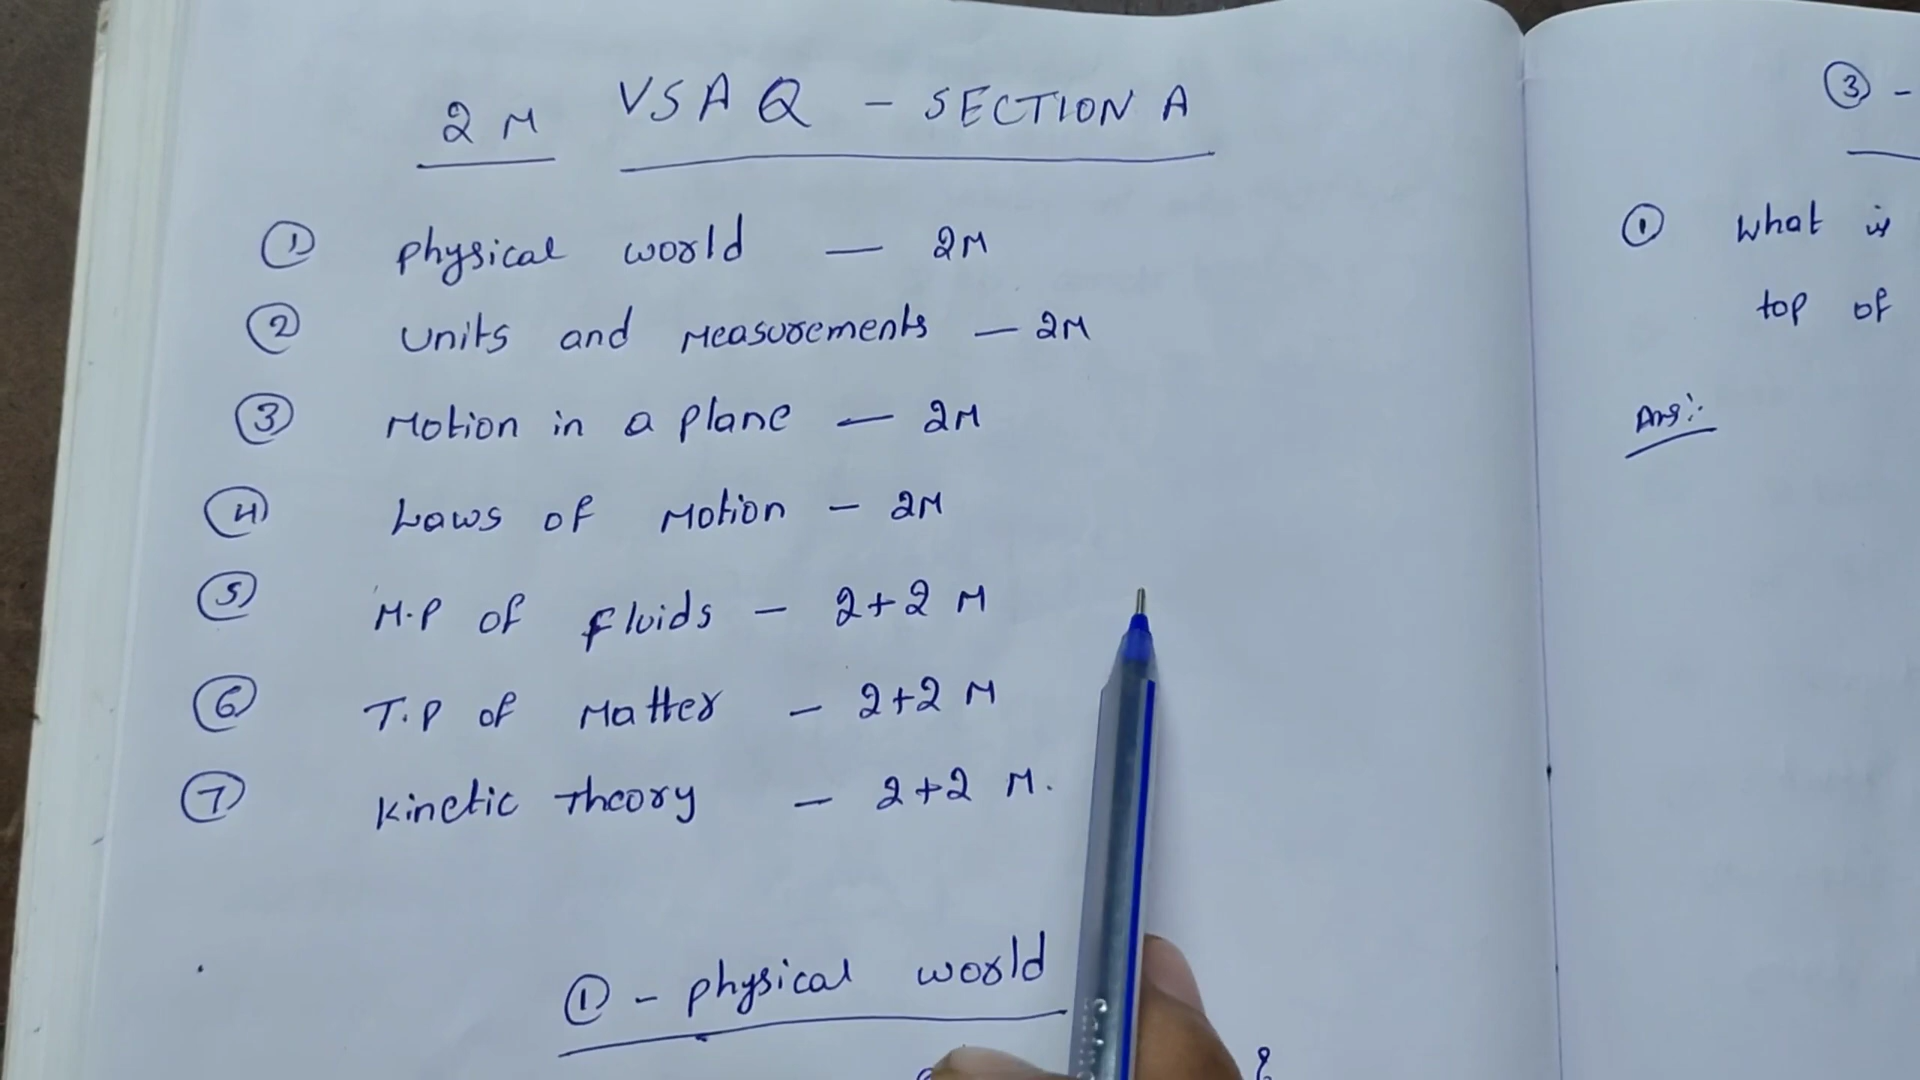 2 M VSAQ - SECTION A
① Physical world — 2M
② Units and Measurements — 2M
③ Motion in a plane — 2M
④ Laws of Motion - 2M
⑤ M.P of fluids - 2+2 M
⑥ T.P of Matter - 2+2 M
⑦ Kinetic Theory - 2+2 M.
① - physical world
③ -
① What is
top of
Ans:-